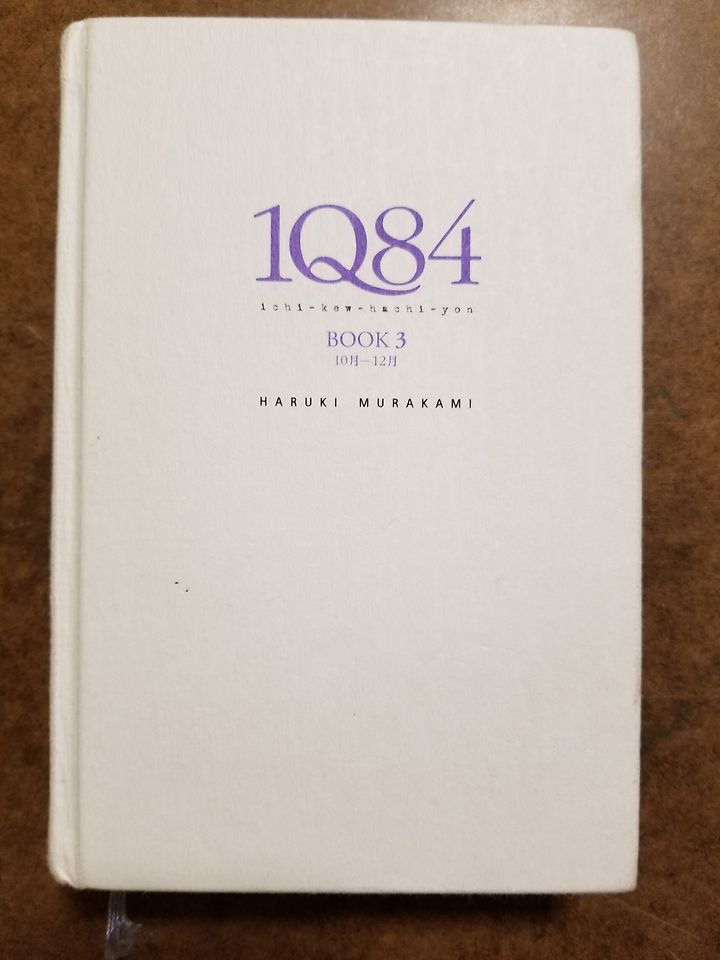 1Q84
ichi-kew-hachi-yon
BOOK 3
10月―12月
HARUKI MURAKAMI